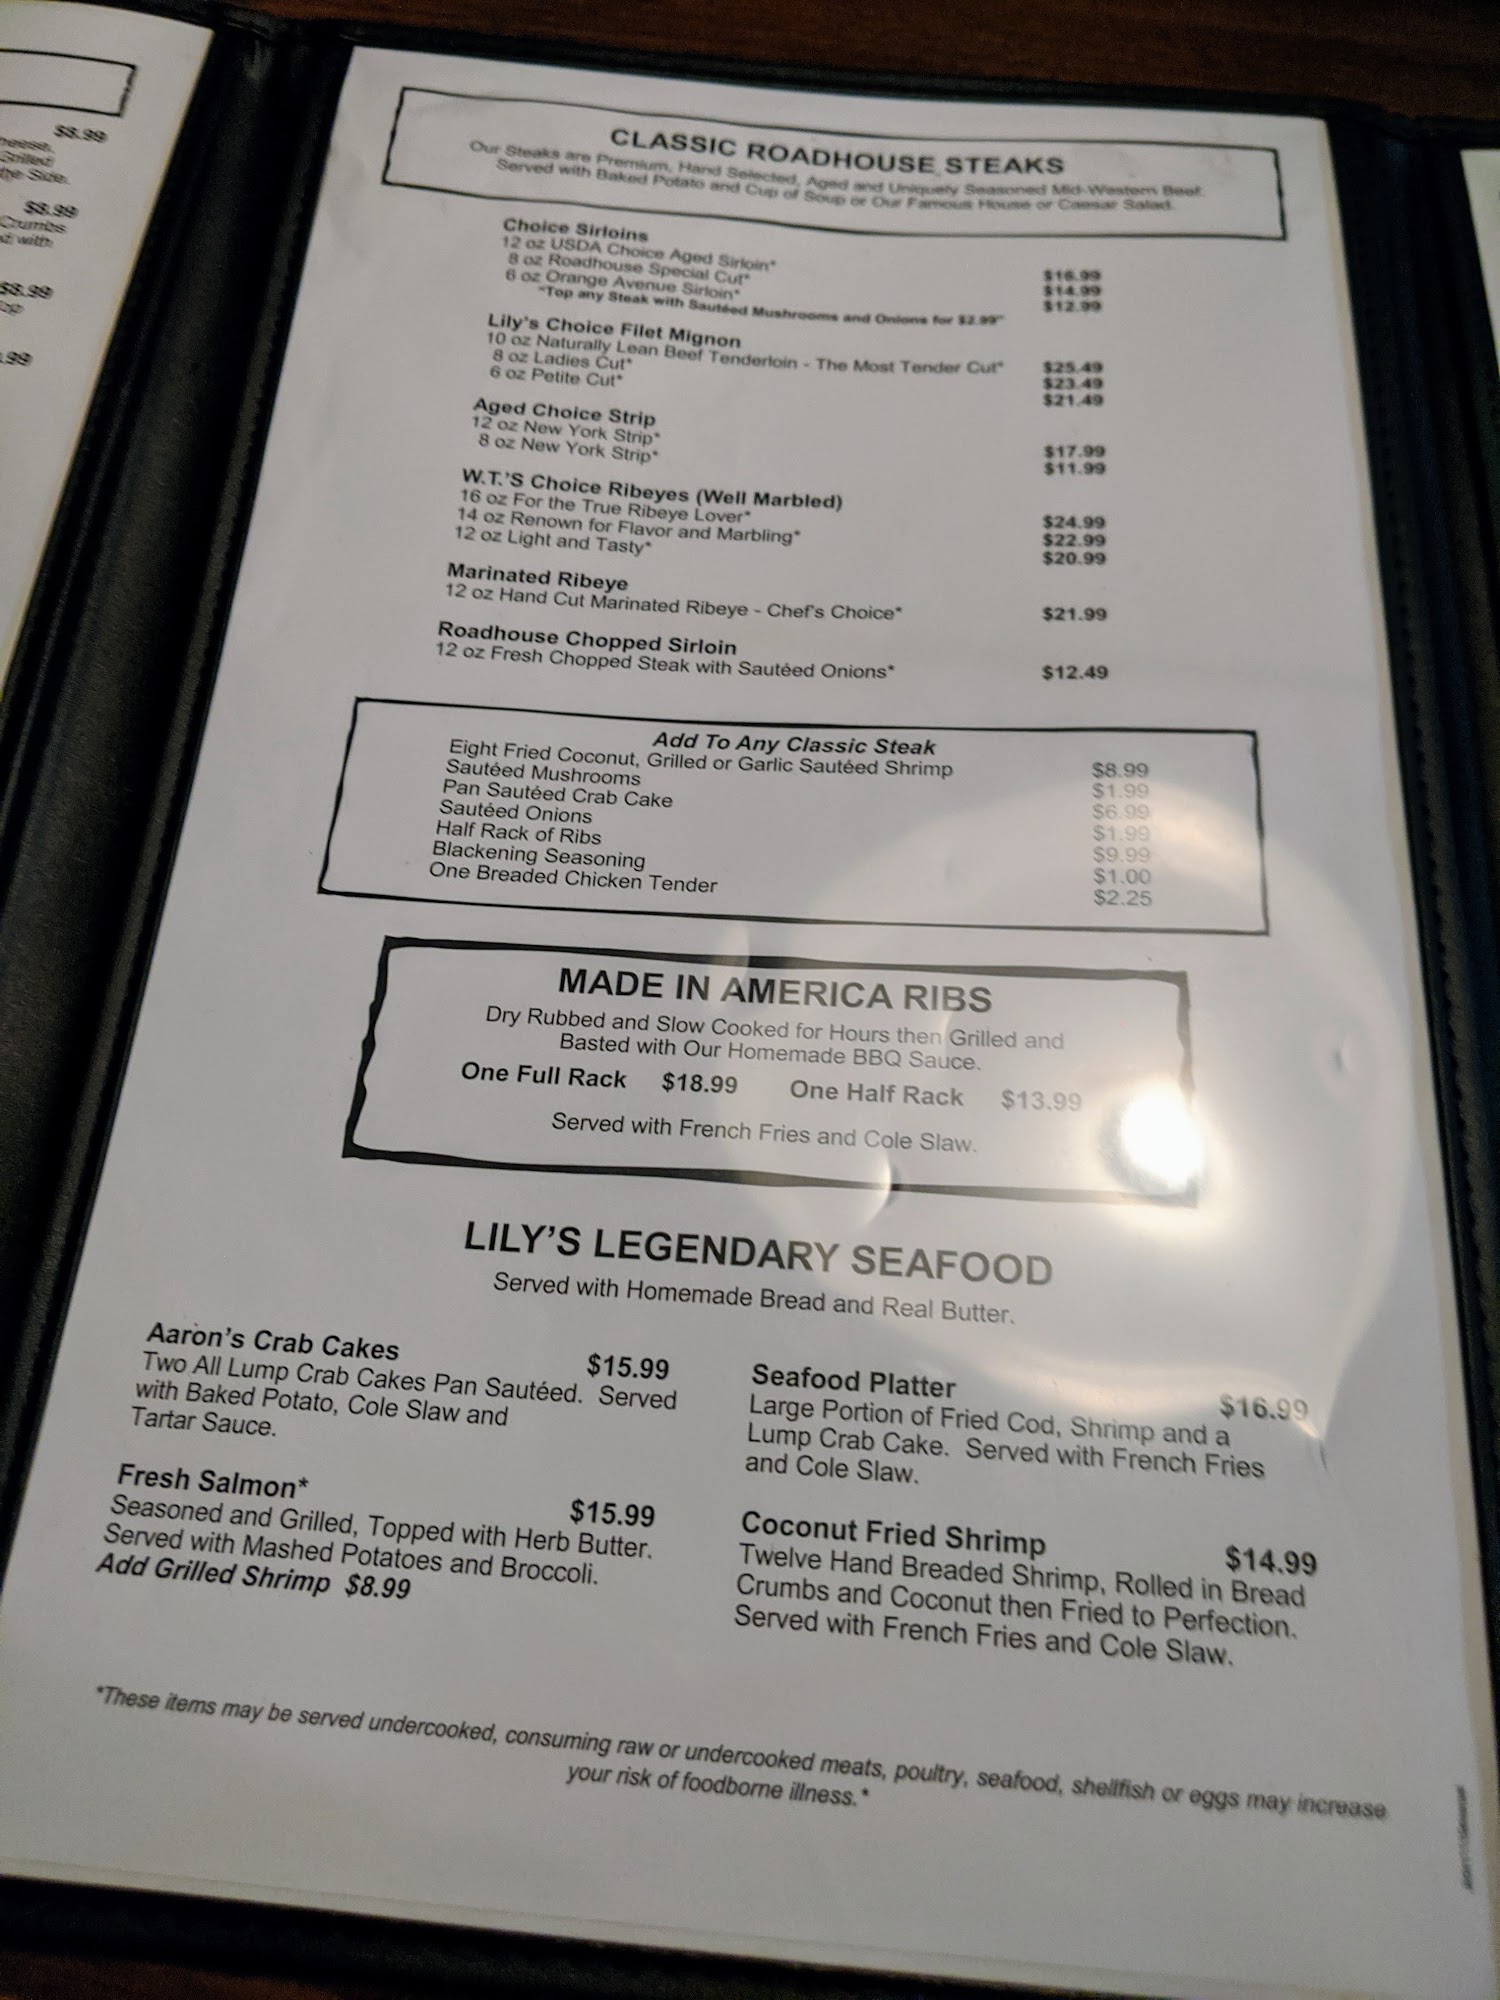 $8.99
the Side.
$8.99
Crumbs
with
$8.99
.99
CLASSIC ROADHOUSE STEAKS
Our Steaks are Premium, Hand Selected, Aged and Uniquely Seasoned Mid-Western Beef.
Served with Baked Potato and Cup of Soup or Our Famous House or Caesar Salad.
Choice Sirloins
12 oz USDA Choice Aged Sirloin* $16.99
8 oz Roadhouse Special Cut* $14.99
6 oz Orange Avenue Sirloin* $12.99
"Top any Steak with Sautéed Mushrooms and Onions for $2.99"
Lily's Choice Filet Mignon
10 oz Naturally Lean Beef Tenderloin - The Most Tender Cut* $25.49
8 oz Ladies Cut* $23.49
6 oz Petite Cut* $21.49
Aged Choice Strip
12 oz New York Strip* $17.99
8 oz New York Strip* $11.99
W.T.'S Choice Ribeyes (Well Marbled)
16 oz For the True Ribeye Lover* $24.99
14 oz Renown for Flavor and Marbling* $22.99
12 oz Light and Tasty* $20.99
Marinated Ribeye
12 oz Hand Cut Marinated Ribeye - Chef's Choice* $21.99
Roadhouse Chopped Sirloin
12 oz Fresh Chopped Steak with Sautéed Onions* $12.49
Add To Any Classic Steak
Eight Fried Coconut, Grilled or Garlic Sautéed Shrimp $8.99
Sautéed Mushrooms $1.99
Pan Sautéed Crab Cake $6.99
Sautéed Onions $1.99
Half Rack of Ribs $9.99
Blackening Seasoning $1.00
One Breaded Chicken Tender $2.25
MADE IN AMERICA RIBS
Dry Rubbed and Slow Cooked for Hours then Grilled and
Basted with Our Homemade BBQ Sauce.
One Full Rack $18.99 One Half Rack $13.99
Served with French Fries and Cole Slaw.
LILY'S LEGENDARY SEAFOOD
Served with Homemade Bread and Real Butter.
Aaron's Crab Cakes $15.99
Two All Lump Crab Cakes Pan Sautéed. Served
with Baked Potato, Cole Slaw and
Tartar Sauce.
Fresh Salmon* $15.99
Seasoned and Grilled, Topped with Herb Butter.
Served with Mashed Potatoes and Broccoli.
Add Grilled Shrimp $8.99
Seafood Platter $16.99
Large Portion of Fried Cod, Shrimp and a
Lump Crab Cake. Served with French Fries
and Cole Slaw.
Coconut Fried Shrimp $14.99
Twelve Hand Breaded Shrimp, Rolled in Bread
Crumbs and Coconut then Fried to Perfection.
Served with French Fries and Cole Slaw.
*These items may be served undercooked, consuming raw or undercooked meats, poultry, seafood, shellfish or eggs may increase
your risk of foodborne illness.*